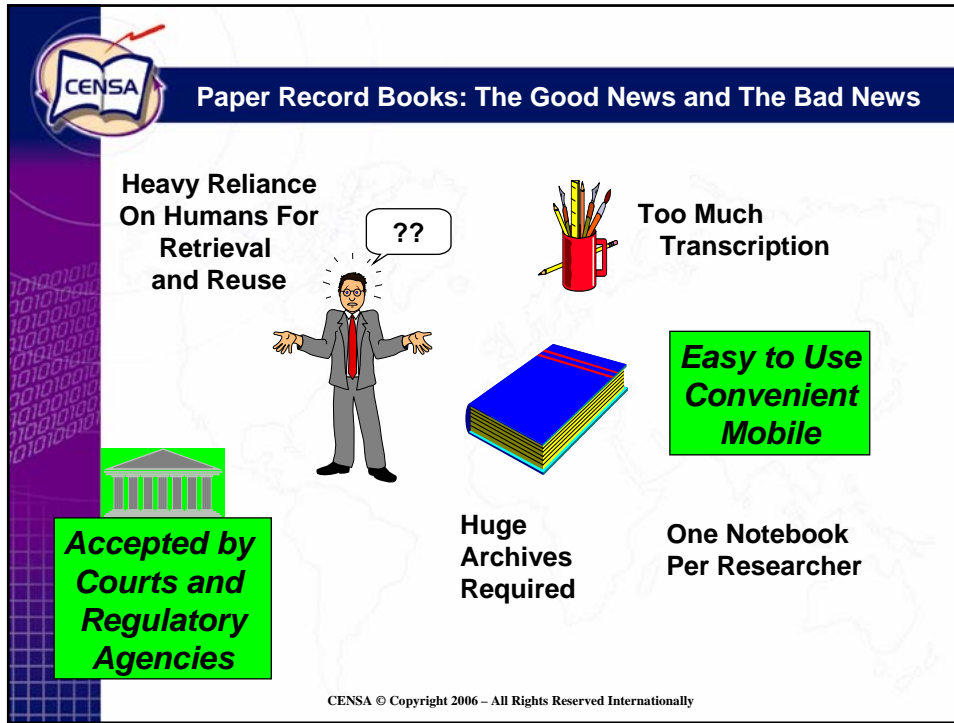 CENSA
Paper Record Books: The Good News and The Bad News
Heavy Reliance
On Humans For
Retrieval
and Reuse
??
Too Much
Transcription
Easy to Use
Convenient
Mobile
Accepted by
Courts and
Regulatory
Agencies
Huge
Archives
Required
One Notebook
Per Researcher
CENSA © Copyright 2006 – All Rights Reserved Internationally